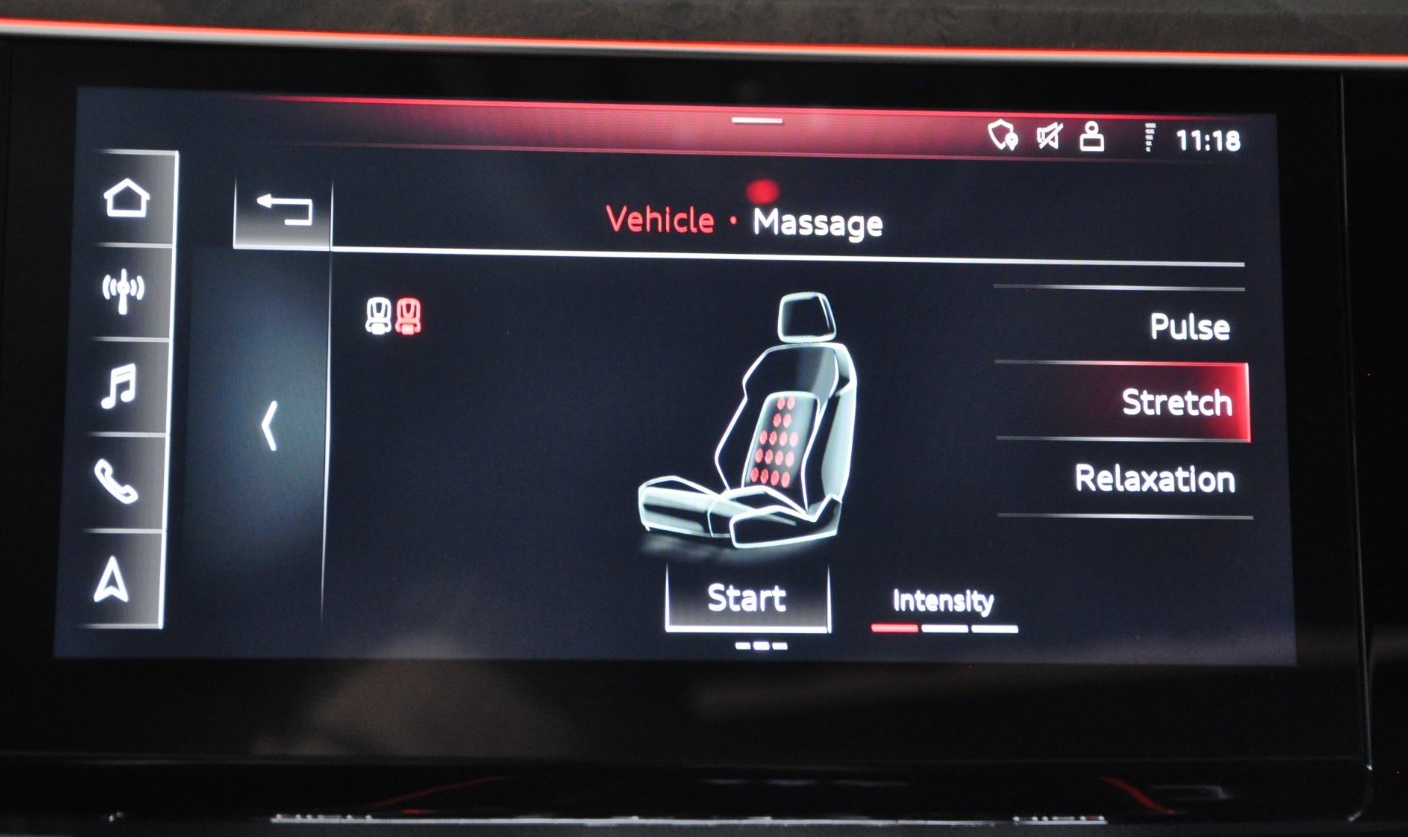 11:18
Vehicle · Massage
Pulse
Stretch
Relaxation
Start
Intensity